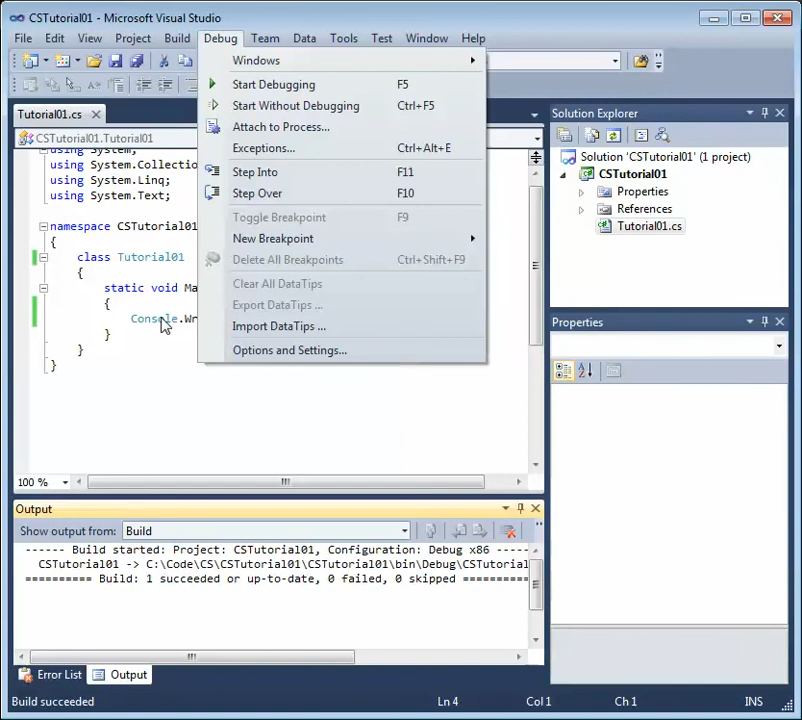 CSTutorial01 - Microsoft Visual Studio
File Edit View Project Build Debug Team Data Tools Test Window Help
Tutorial01.cs
CSTutorial01.Tutorial01
using System;
using System.Collectio
using System.Linq;
using System.Text;
namespace CSTutorial01
{
class Tutorial01
{
static void Ma
{
Console.Wr
}
}
}
Windows
Start Debugging F5
Start Without Debugging Ctrl+F5
Attach to Process...
Exceptions... Ctrl+Alt+E
Step Into F11
Step Over F10
Toggle Breakpoint F9
New Breakpoint
Delete All Breakpoints Ctrl+Shift+F9
Clear All DataTips
Export DataTips ...
Import DataTips ...
Options and Settings...
100 %
Solution Explorer
Solution 'CSTutorial01' (1 project)
CSTutorial01
Properties
References
Tutorial01.cs
Properties
Output
Show output from: Build
------ Build started: Project: CSTutorial01, Configuration: Debug x86 -----
CSTutorial01 -> C:\Code\CS\CSTutorial01\CSTutorial01\bin\Debug\CSTutorial
========== Build: 1 succeeded or up-to-date, 0 failed, 0 skipped ==========
Error List Output
Build succeeded Ln 4 Col 1 Ch 1 INS